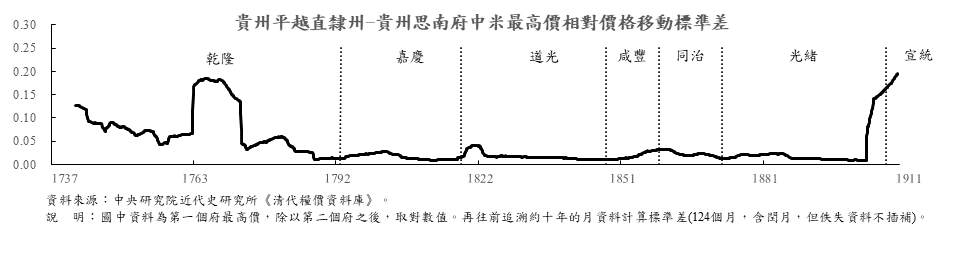 貴州平越直隸州-貴州思南府中米最高價相對價格移動標準差
0.30
0.25
0.20
0.15
0.10
0.05
0.00
乾隆 嘉慶 道光 咸豐 同治 光緒 宣統
1737 1763 1792 1822 1851 1881 1911
資料來源：中央研究院近代史研究所《清代糧價資料庫》。
說　明：圖中資料為第一個府最高價，除以第二個府之後，取對數值。再往前追溯約十年的月資料計算標準差(124個月，含閏月，但佚失資料不插補)。